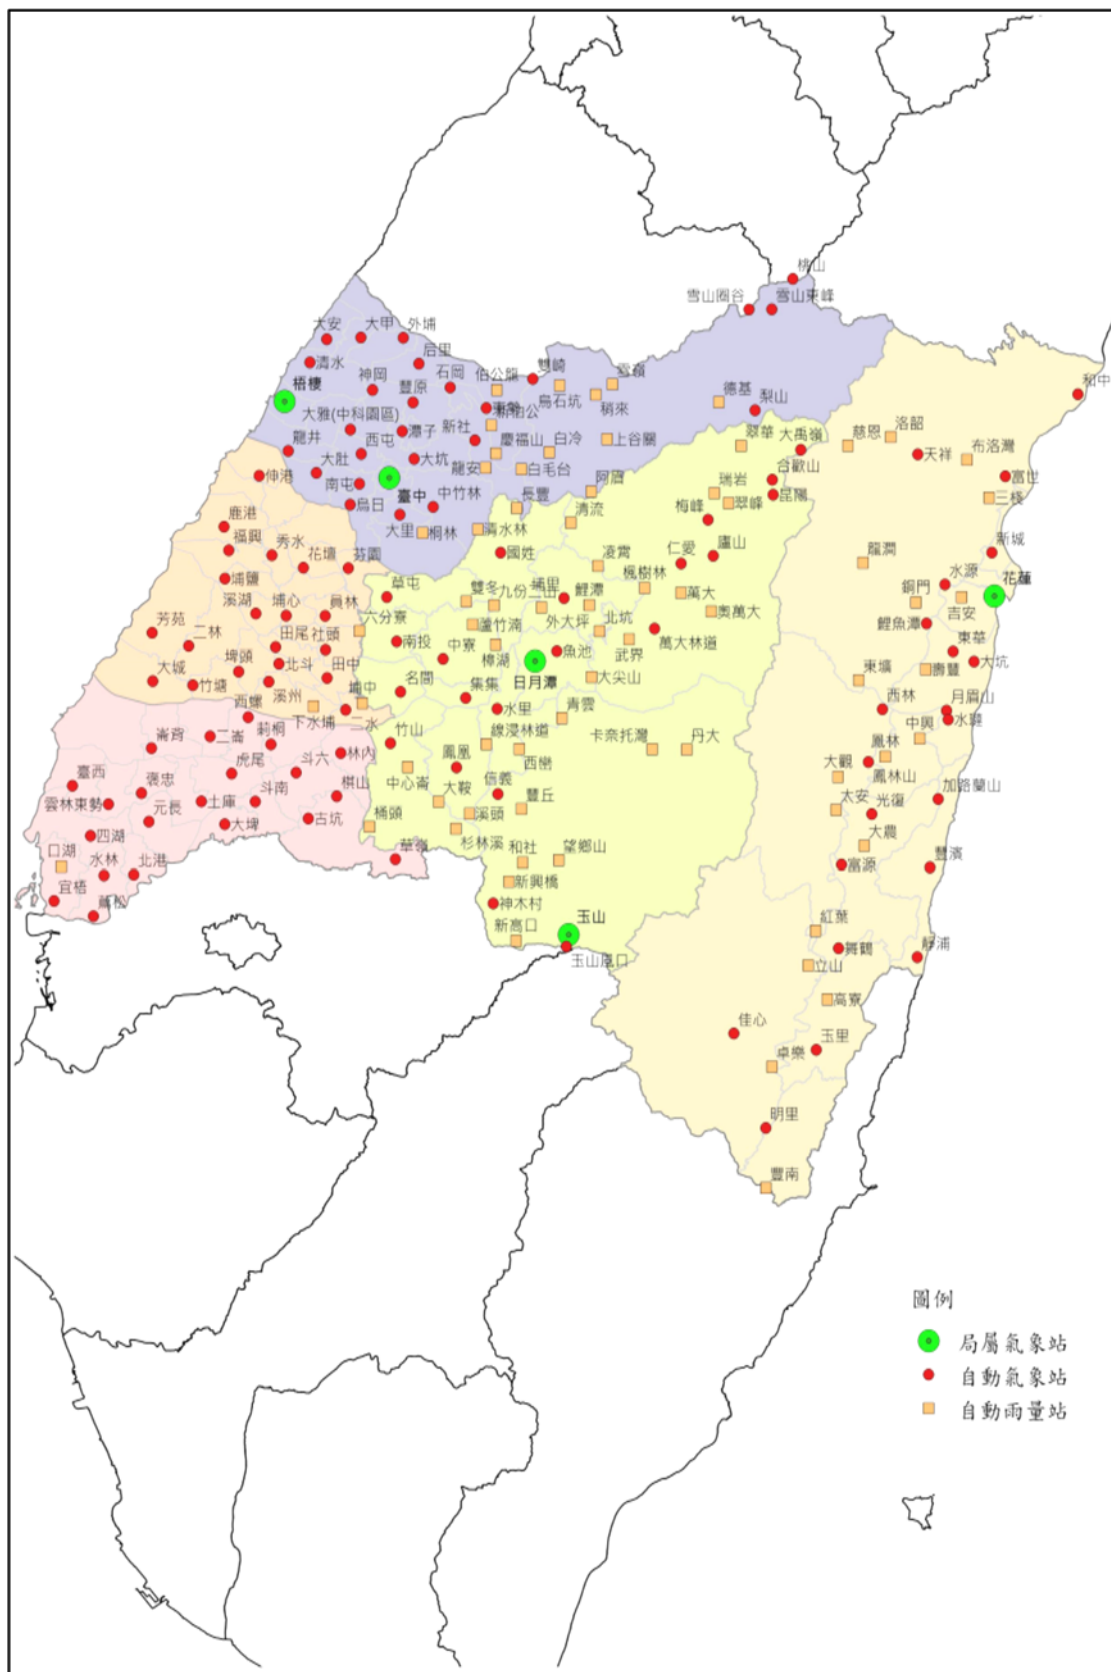 桃山
雪山圈谷
雪山東峰
大安
大甲
外埔
后里
清水
雙崎
雪嶺
梧棲
神岡
豐原
石岡
伯公龍
烏石坑
稍來
德基
梨山
和中
大雅(中科園區)
潭子
新社
龍井
西屯
慶福山
白冷
上谷關
翠華
大禹嶺
慈恩
洛韶
大肚
大坑
龍安
白毛台
天祥
布洛灣
伸港
南屯
臺中
中竹林
阿眉
合歡山
富世
瑞岩
昆陽
三棧
烏日
長豐
翠峰
鹿港
大里
桐林
清水林
清流
梅峰
福興
秀水
花壇
芬園
國姓
凌霄
仁愛
廬山
龍澗
新城
埔鹽
楓樹林
水源
花蓮
草屯
雙冬
九份二山
埔里
鯉潭
萬大
銅門
吉安
溪湖
埔心
員林
六分寮
外大坪
奧萬大
鯉魚潭
芳苑
蘆竹湳
北坑
二林
田尾
社頭
南投
中寮
樟湖
魚池
武界
萬大林道
東華
大坑
大城
埤頭
北斗
田中
日月潭
大尖山
東壙
壽豐
竹塘
溪州
埔中
名間
集集
水里
西林
月眉山
西螺
下水埔
二水
竹山
青雲
中興
水璉
崙背
二崙
莿桐
線浸林道
卡奈托灣
丹大
鳳林
林內
鳳凰
西巒
大觀
鳳林山
臺西
褒忠
虎尾
斗六
中心崙
信義
雲林東勢
土庫
斗南
棋山
大鞍
豐丘
太安
光復
加路蘭山
元長
大埤
古坑
桶頭
溪頭
四湖
杉林溪
大農
口湖
草嶺
和社
望鄉山
富源
豐濱
水林
北港
宜梧
新興橋
蔦松
神木村
玉山
紅葉
新高口
舞鶴
靜浦
玉山風口
立山
高寮
佳心
玉里
卓樂
明里
豐南
圖例
局屬氣象站
自動氣象站
自動雨量站